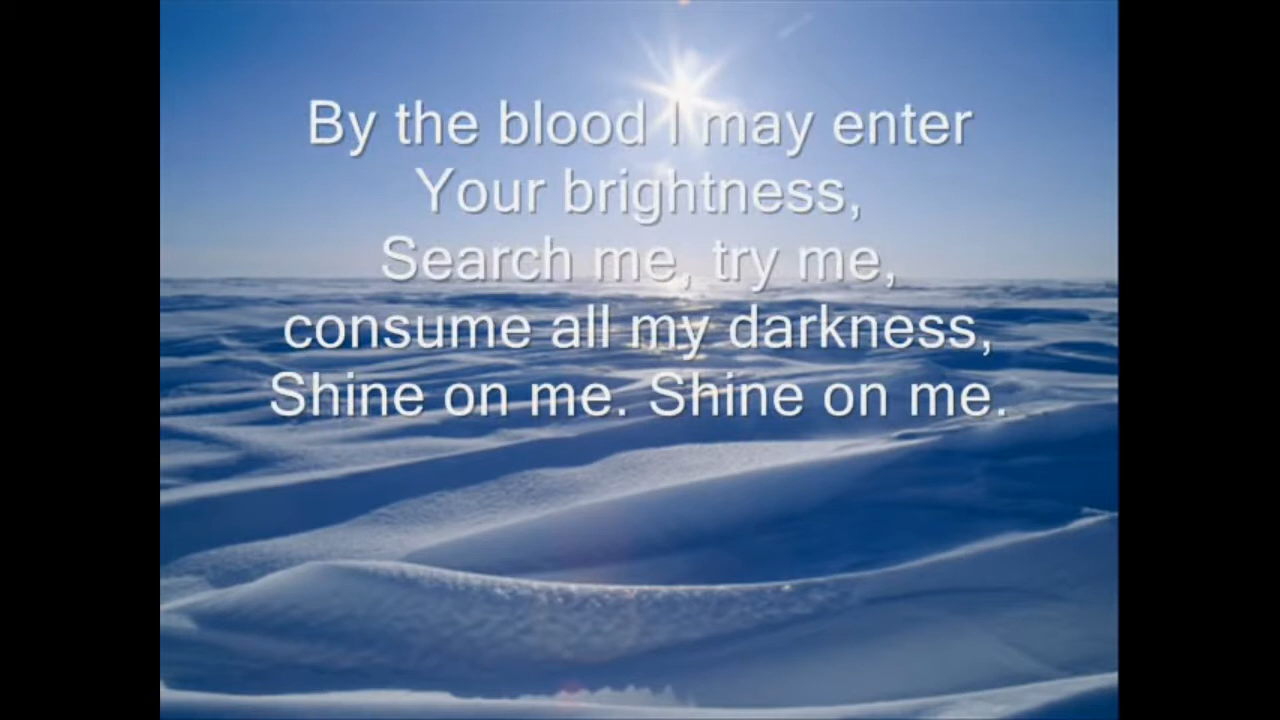 By the blood I may enter
Your brightness,
Search me, try me,
consume all my darkness,
Shine on me. Shine on me.